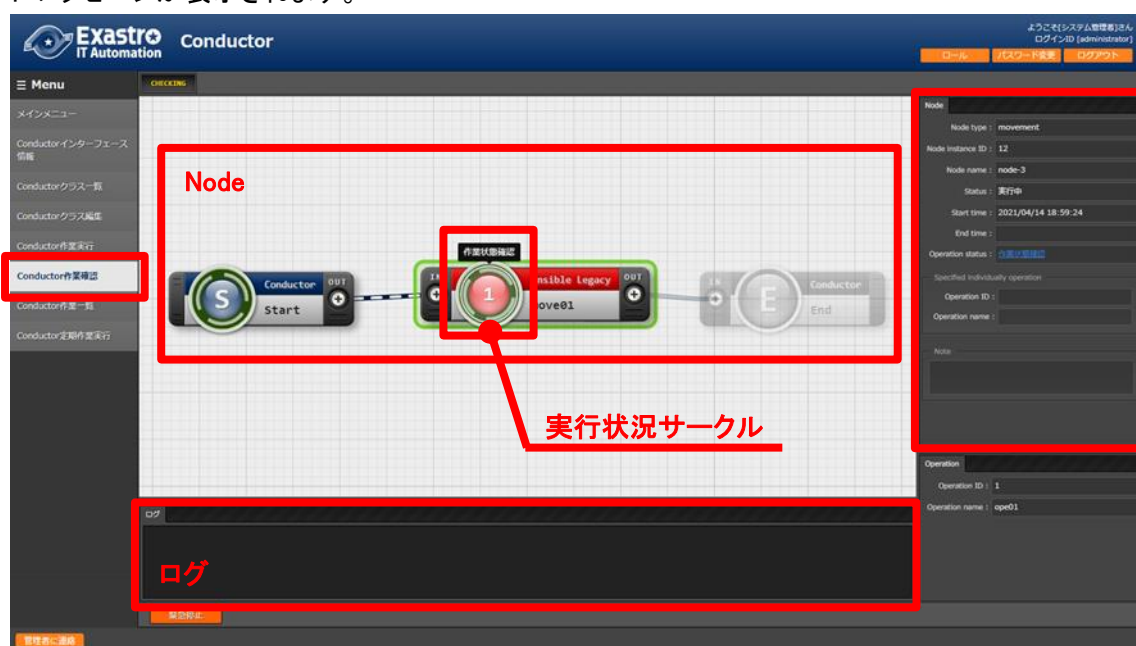 Exastro
IT Automation
Conductor
ようこそ[システム管理者]さん
ログインID [administrator]
ロール
パスワード変更
ログアウト
Menu
CHECKING
メインメニュー
Conductorインターフェース
情報
Conductorクラス一覧
Conductorクラス編集
Conductor作業実行
Conductor作業確認
Conductor作業一覧
Conductor定期作業実行
Node
作業状態確認
S
Conductor
Start
OUT
IN
1
nsible Legacy
ove01
OUT
IN
E
Conductor
End
OUT
実行状況サークル
ログ
ログ
緊急停止
管理者に連絡
Node
Node type : movement
Node instance ID : 12
Node name : node-3
Status : 実行中
Start time : 2021/04/14 18:59:24
End time :
Operation status : 作業状態確認
Specified individually operation
Operation ID :
Operation name :
Note
Operation
Operation ID : 1
Operation name : ope01